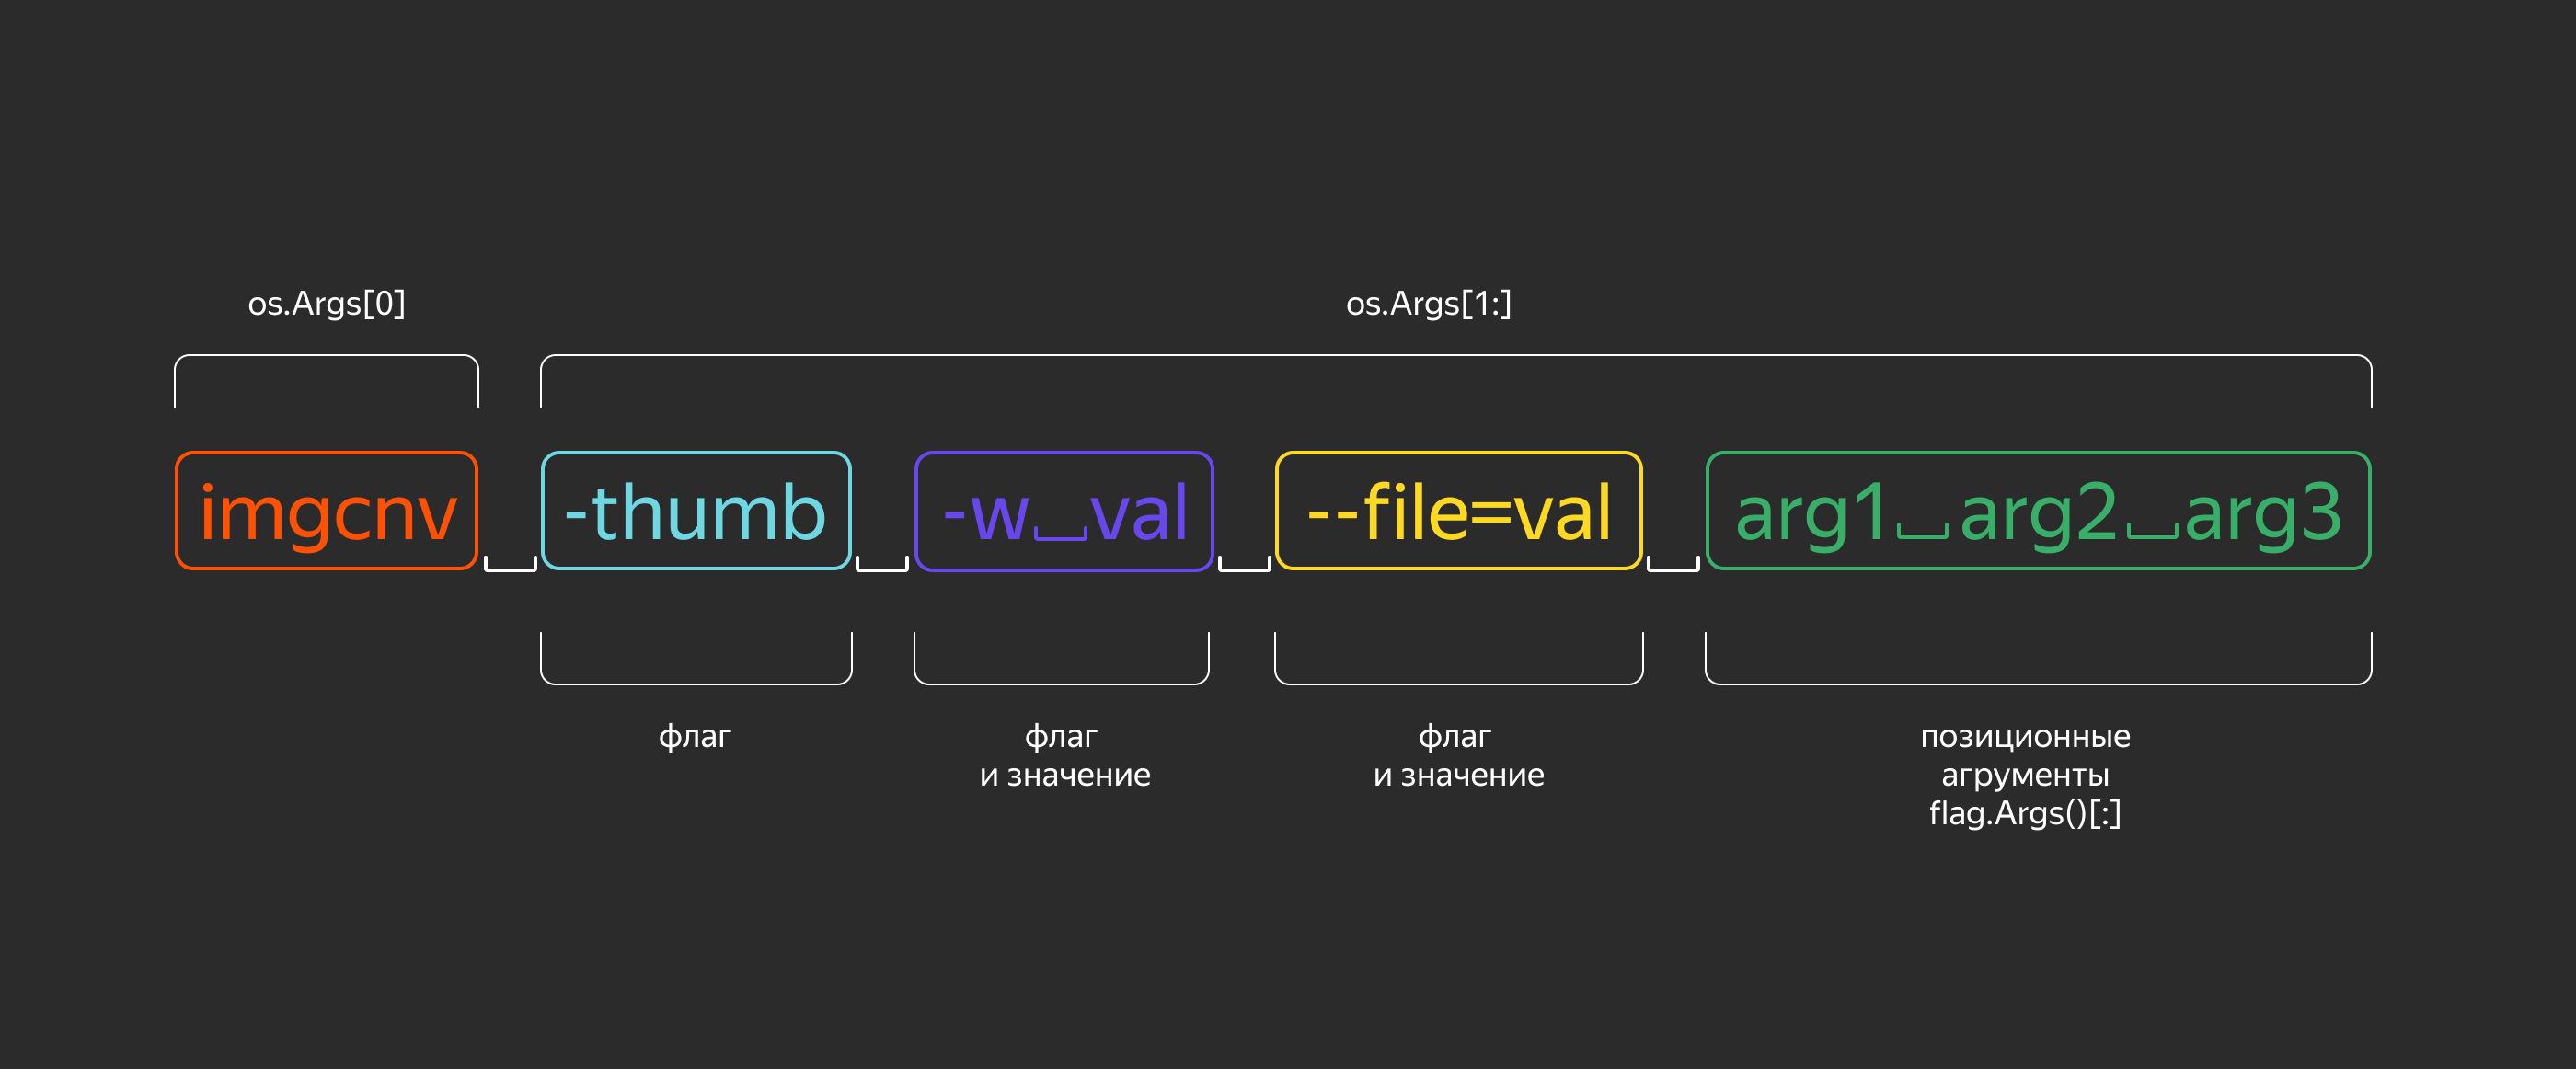 os.Args[0] os.Args[1:]
imgcnv -thumb -w⎵val --file=val arg1⎵arg2⎵arg3
флаг
флаг
и значение
флаг
и значение
позиционные
агрументы
flag.Args()[:]